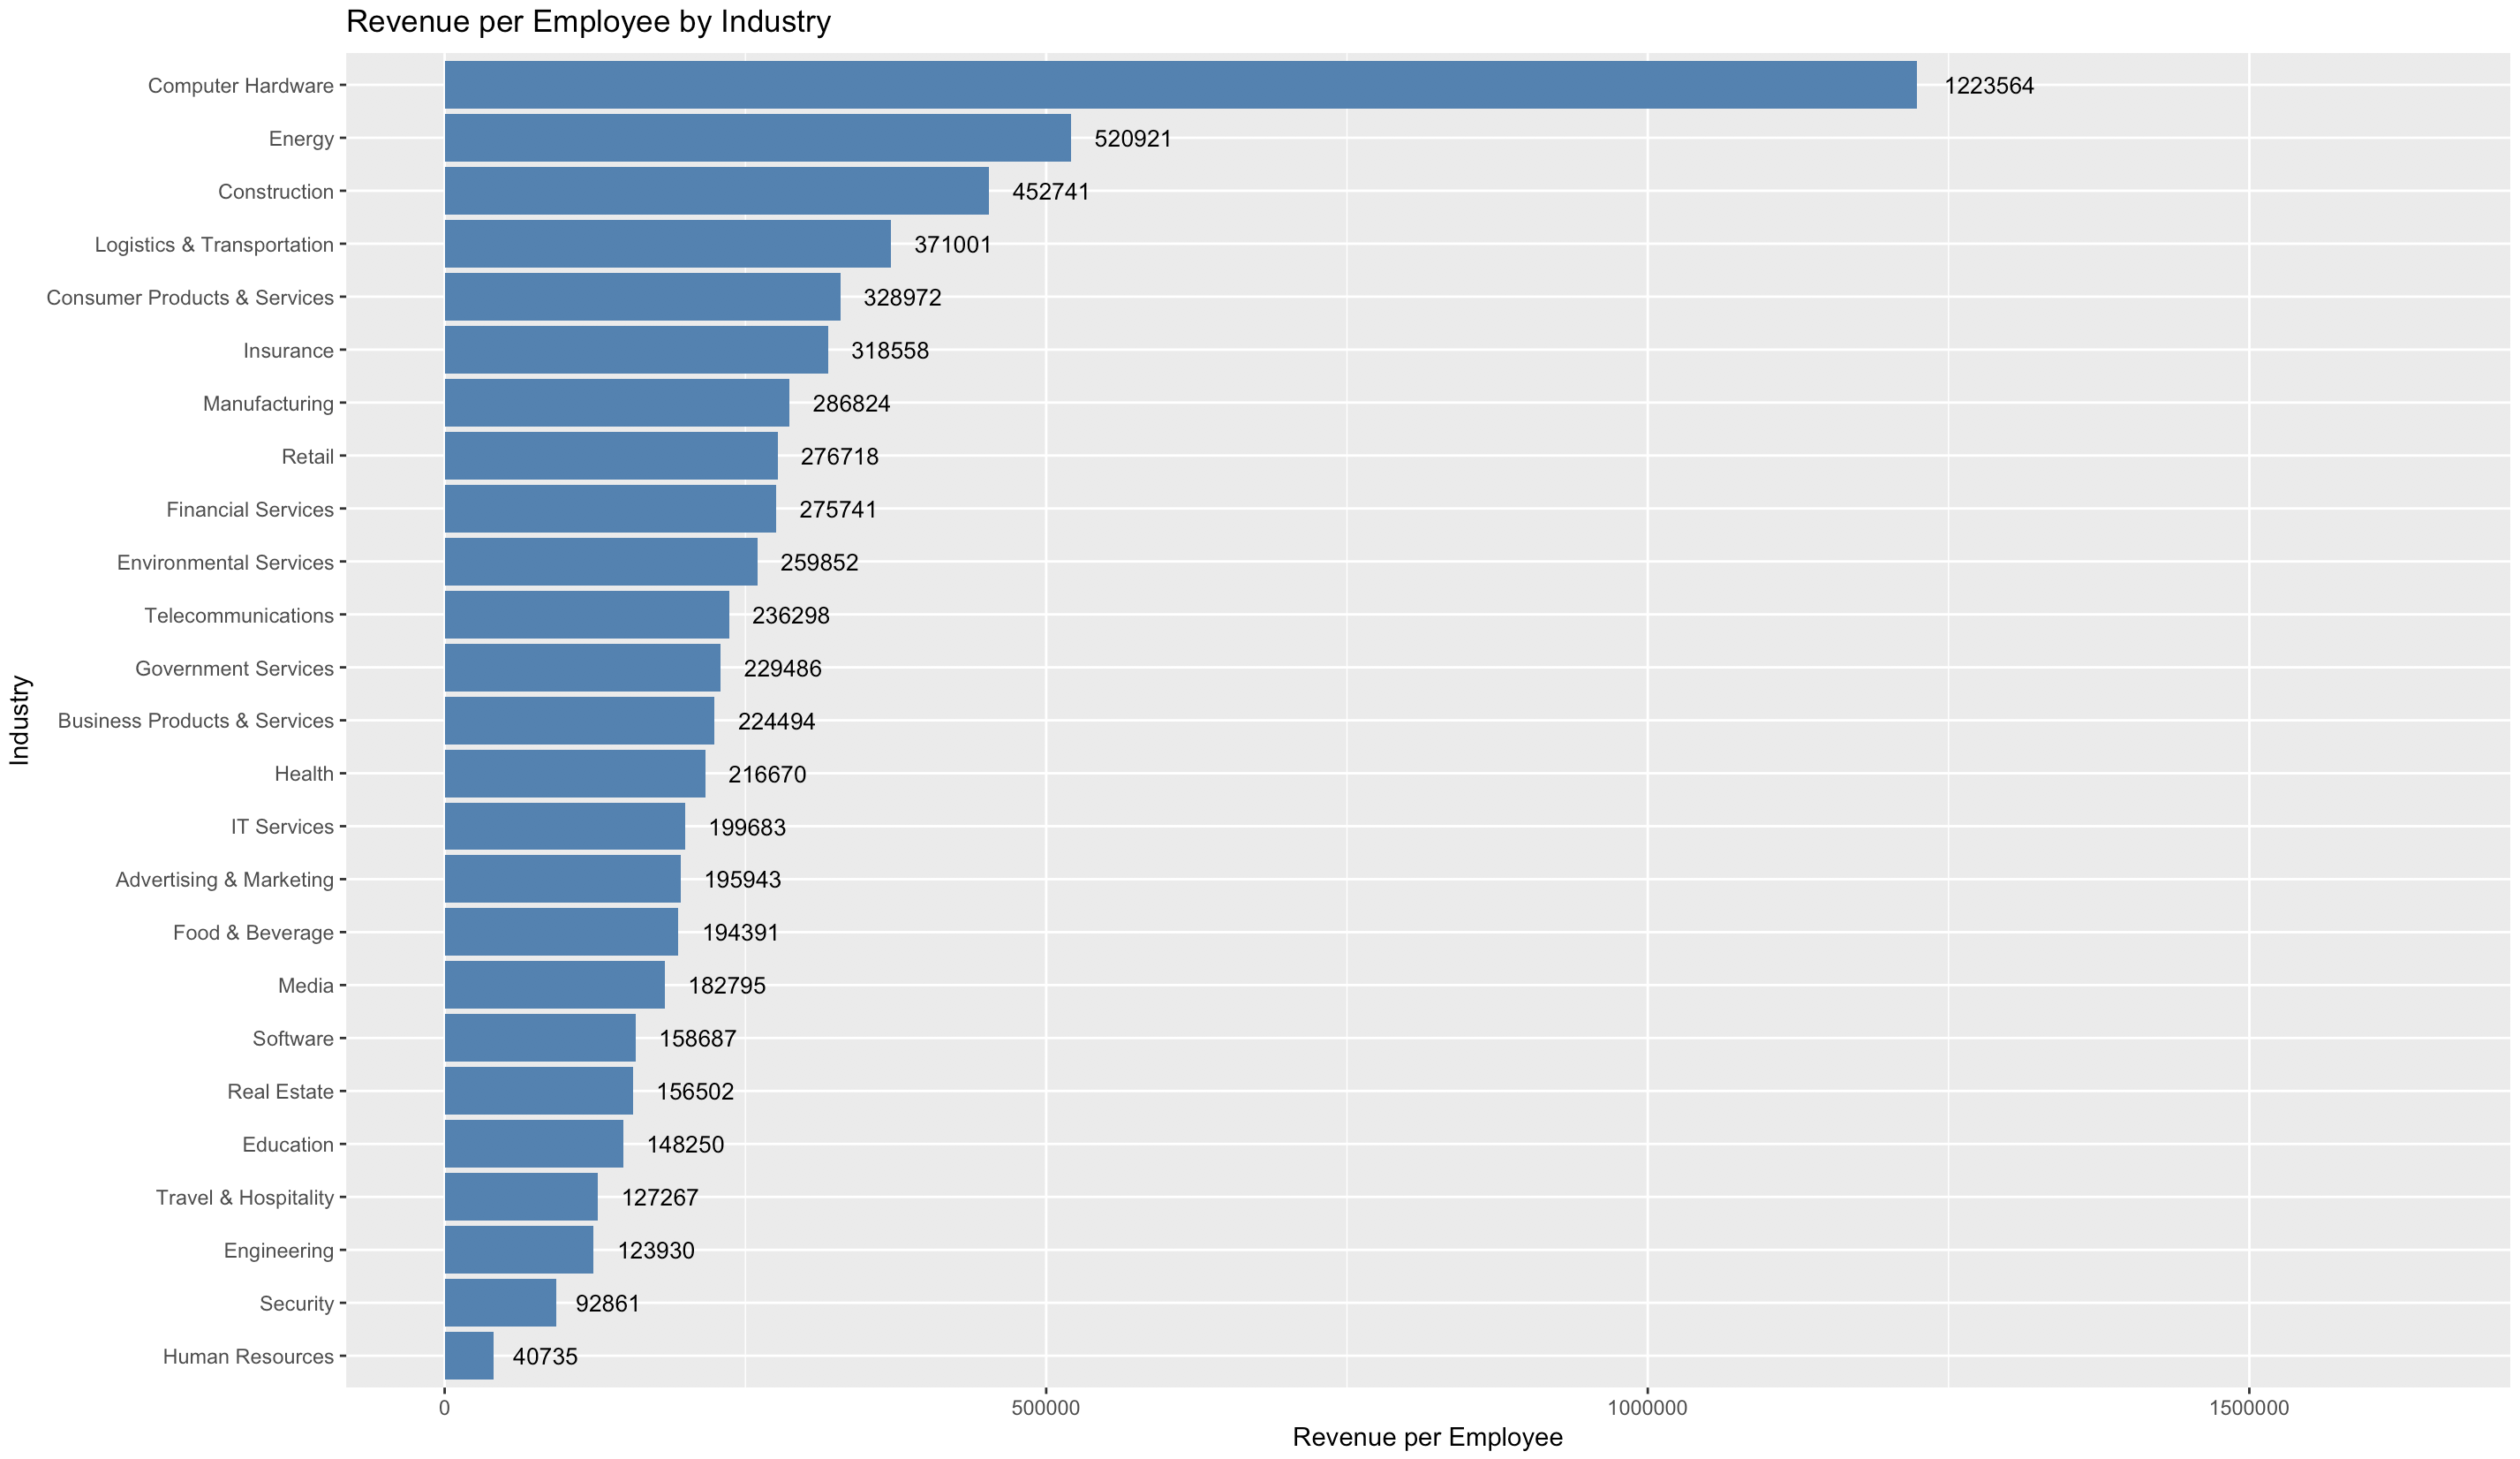 Revenue per Employee by Industry
Computer Hardware 1223564
Energy 520921
Construction 452741
Logistics & Transportation 371001
Consumer Products & Services 328972
Insurance 318558
Manufacturing 286824
Retail 276718
Financial Services 275741
Environmental Services 259852
Telecommunications 236298
Government Services 229486
Business Products & Services 224494
Health 216670
IT Services 199683
Advertising & Marketing 195943
Food & Beverage 194391
Media 182795
Software 158687
Real Estate 156502
Education 148250
Travel & Hospitality 127267
Engineering 123930
Security 92861
Human Resources 40735
Industry
0 500000 1000000 1500000
Revenue per Employee